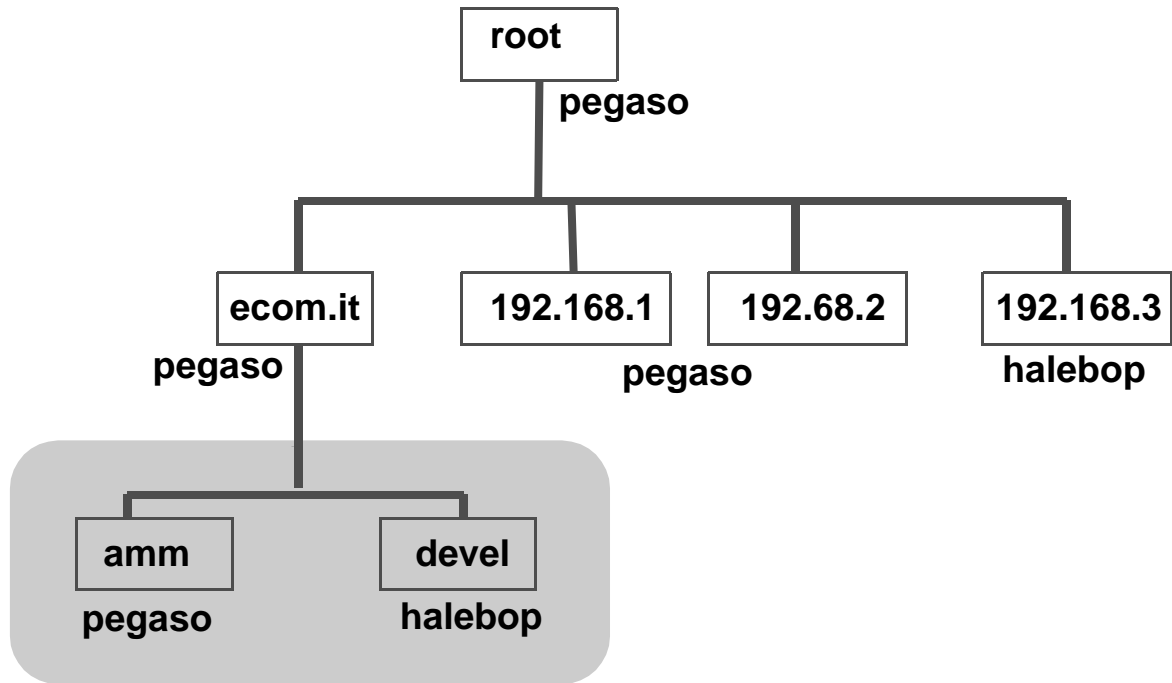 root
pegaso
ecom.it
192.168.1
192.68.2
192.168.3
pegaso
pegaso
halebop
amm
devel
pegaso
halebop